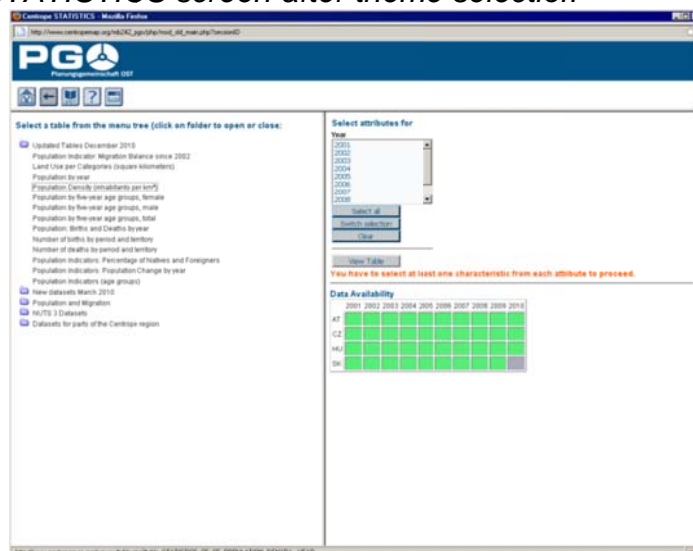 STATISTICS screen after theme selection
Centrope STATISTICS - Mozilla Firefox
PGO
Planungsgemeinschaft OST
?
Select a table from the menu tree (click on folder to open or close:
Updated Tables December 2010
Population Indicator: Migration Balance since 2002
Land Use per Categories (square kilometers)
Population by year
Population Density (inhabitants per km²)
Population by five-year age groups, female
Population by five-year age groups, male
Population by five-year age groups, total
Population: Births and Deaths by year
Number of births by period and territory
Number of deaths by period and territory
Population Indicators: Percentage of Natives and Foreigners
Population Indicators: Population Change by year
Population Indicators (age groups)
New datasets March 2010
Population and Migration
NUTS 3 Datasets
Datasets for parts of the Centrope region
Select attributes for
Year
2001
2002
2003
2004
2005
2006
2007
2008
Select all
Switch selection
Clear
View Table
You have to select at least one characteristic from each attribute to proceed.
Data Availability
2001 2002 2003 2004 2005 2006 2007 2008 2009 2010
AT
CZ
HU
SK